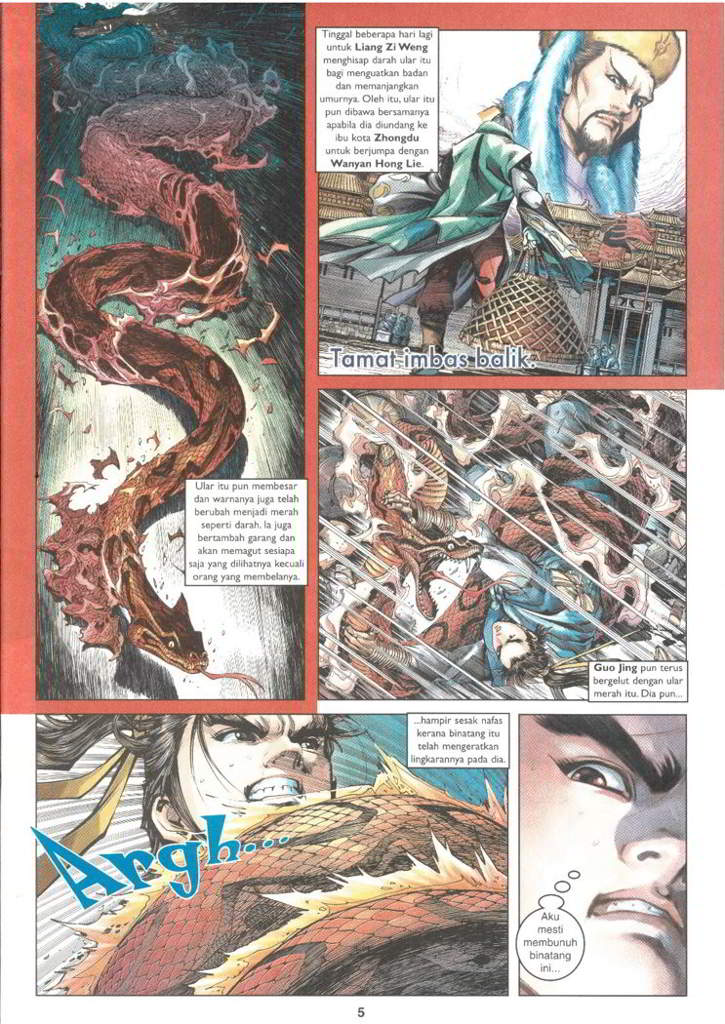 Ular itu pun membesar
dan warnanya juga telah
berubah menjadi merah
seperti darah. Ia juga
bertambah garang dan
akan memagut sesiapa
saja yang dilihatnya kecuali
orang yang membelanya.
Tinggal beberapa hari lagi
untuk Liang Zi Weng
menghisap darah ular itu
bagi menguatkan badan
dan memanjangkan
umurnya. Oleh itu, ular itu
pun dibawa bersamanya
apabila dia diundang ke
ibu kota Zhongdu
untuk berjumpa dengan
Wanyan Hong Lie.
Tamat imbas balik.
Guo Jing pun terus
bergelut dengan ular
merah itu. Dia pun...
...hampir sesak nafas
kerana binatang itu
telah mengeratkan
lingkarannya pada dia.
Argh...
Aku
mesti
membunuh
binatang
ini...
5